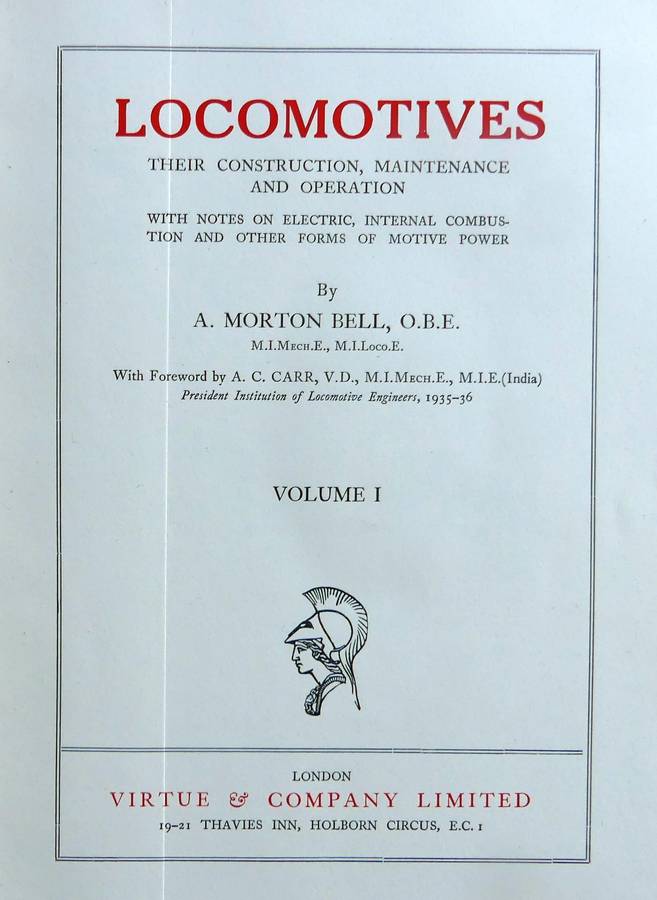 LOCOMOTIVES
THEIR CONSTRUCTION, MAINTENANCE
AND OPERATION
WITH NOTES ON ELECTRIC, INTERNAL COMBUS-
TION AND OTHER FORMS OF MOTIVE POWER
By
A. MORTON BELL, O.B.E.
M.I.MECH.E., M.I.LOCO.E.
With Foreword by A. C. CARR, V.D., M.I.MECH.E., M.I.E.(India)
President Institution of Locomotive Engineers, 1935–36
VOLUME I
LONDON
VIRTUE & COMPANY LIMITED
19–21 THAVIES INN, HOLBORN CIRCUS, E.C. 1